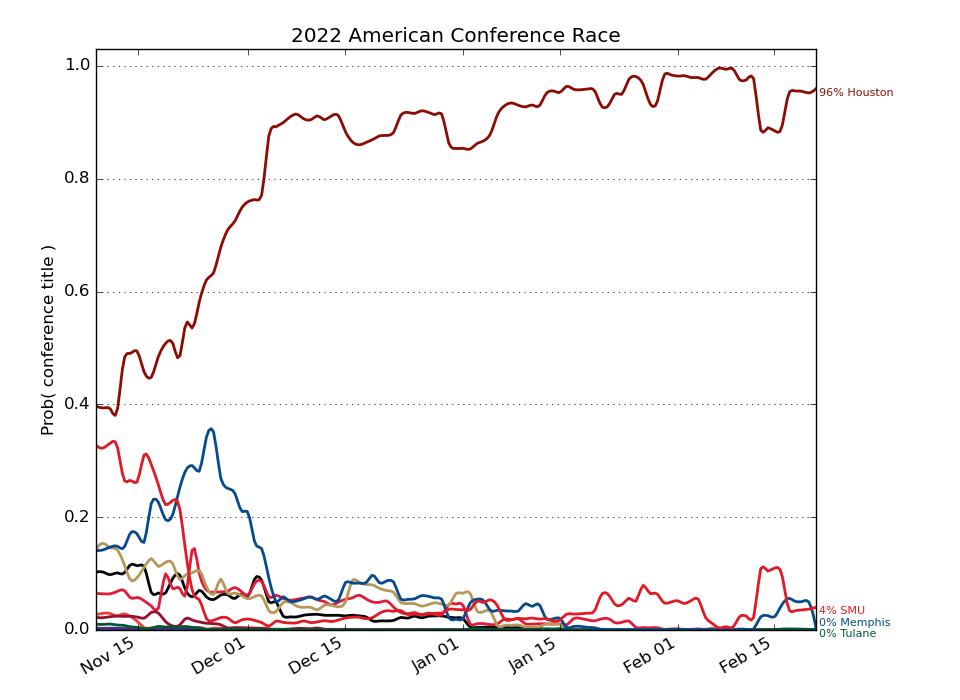 2022 American Conference Race
Prob( conference title )
1.0
0.8
0.6
0.4
0.2
0.0
96% Houston
4% SMU
0% Memphis
0% Tulane
Nov 15
Dec 01
Dec 15
Jan 01
Jan 15
Feb 01
Feb 15